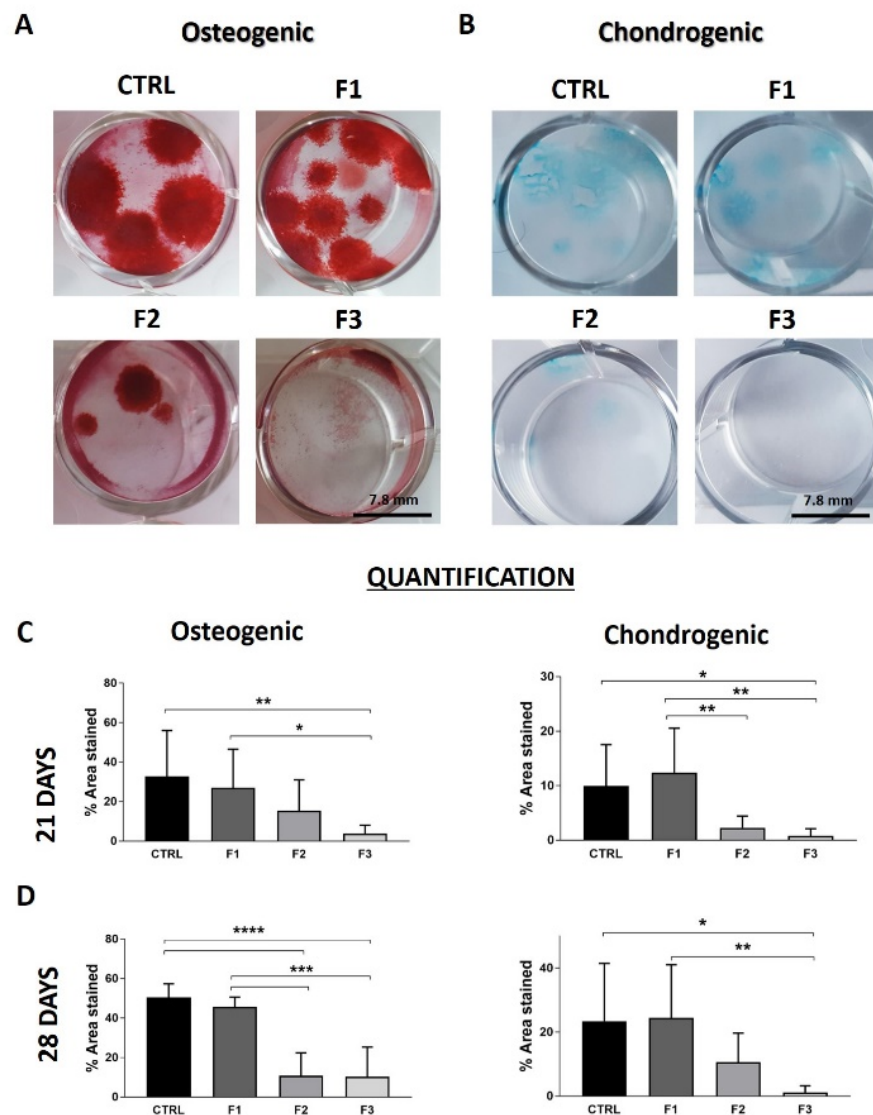 A
Osteogenic
B
Chondrogenic
CTRL
F1
CTRL
F1
F2
F3
F2
F3
7.8 mm
7.8 mm
QUANTIFICATION
C
Osteogenic
Chondrogenic
21 DAYS
% Area stained
80
60
40
20
0
**
*
CTRL F1 F2 F3
% Area stained
30
20
10
0
*
**
**
CTRL F1 F2 F3
D
28 DAYS
% Area stained
80
60
40
20
0
****
***
CTRL F1 F2 F3
% Area stained
40
20
0
*
**
CTRL F1 F2 F3